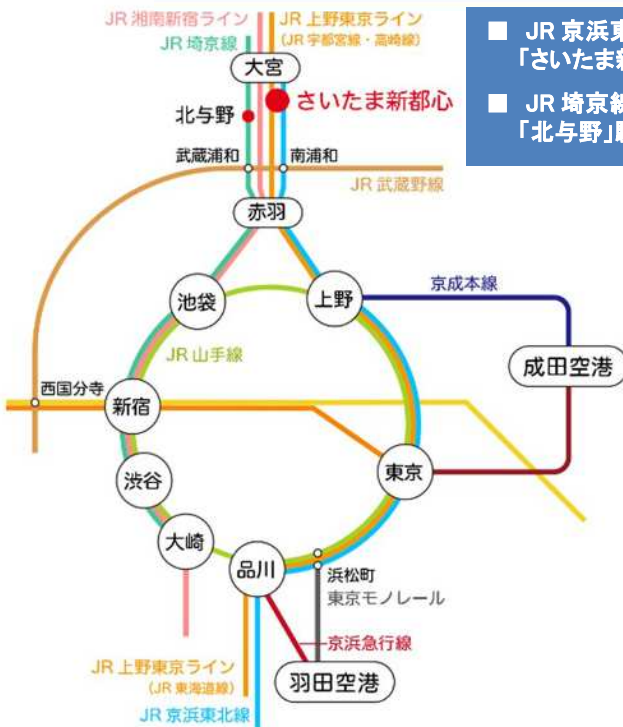 JR 湘南新宿ライン
JR 上野東京ライン
(JR 宇都宮線・高崎線)
JR 埼京線
■ JR 京浜東
「さいたま新
■ JR 埼京線
「北与野」駅
大宮
さいたま新都心
北与野
武蔵浦和
南浦和
JR 武蔵野線
赤羽
池袋
上野
京成本線
JR 山手線
成田空港
西国分寺
新宿
東京
渋谷
大崎
品川
浜松町
東京モノレール
京浜急行線
JR 上野東京ライン
(JR 東海道線)
羽田空港
JR 京浜東北線